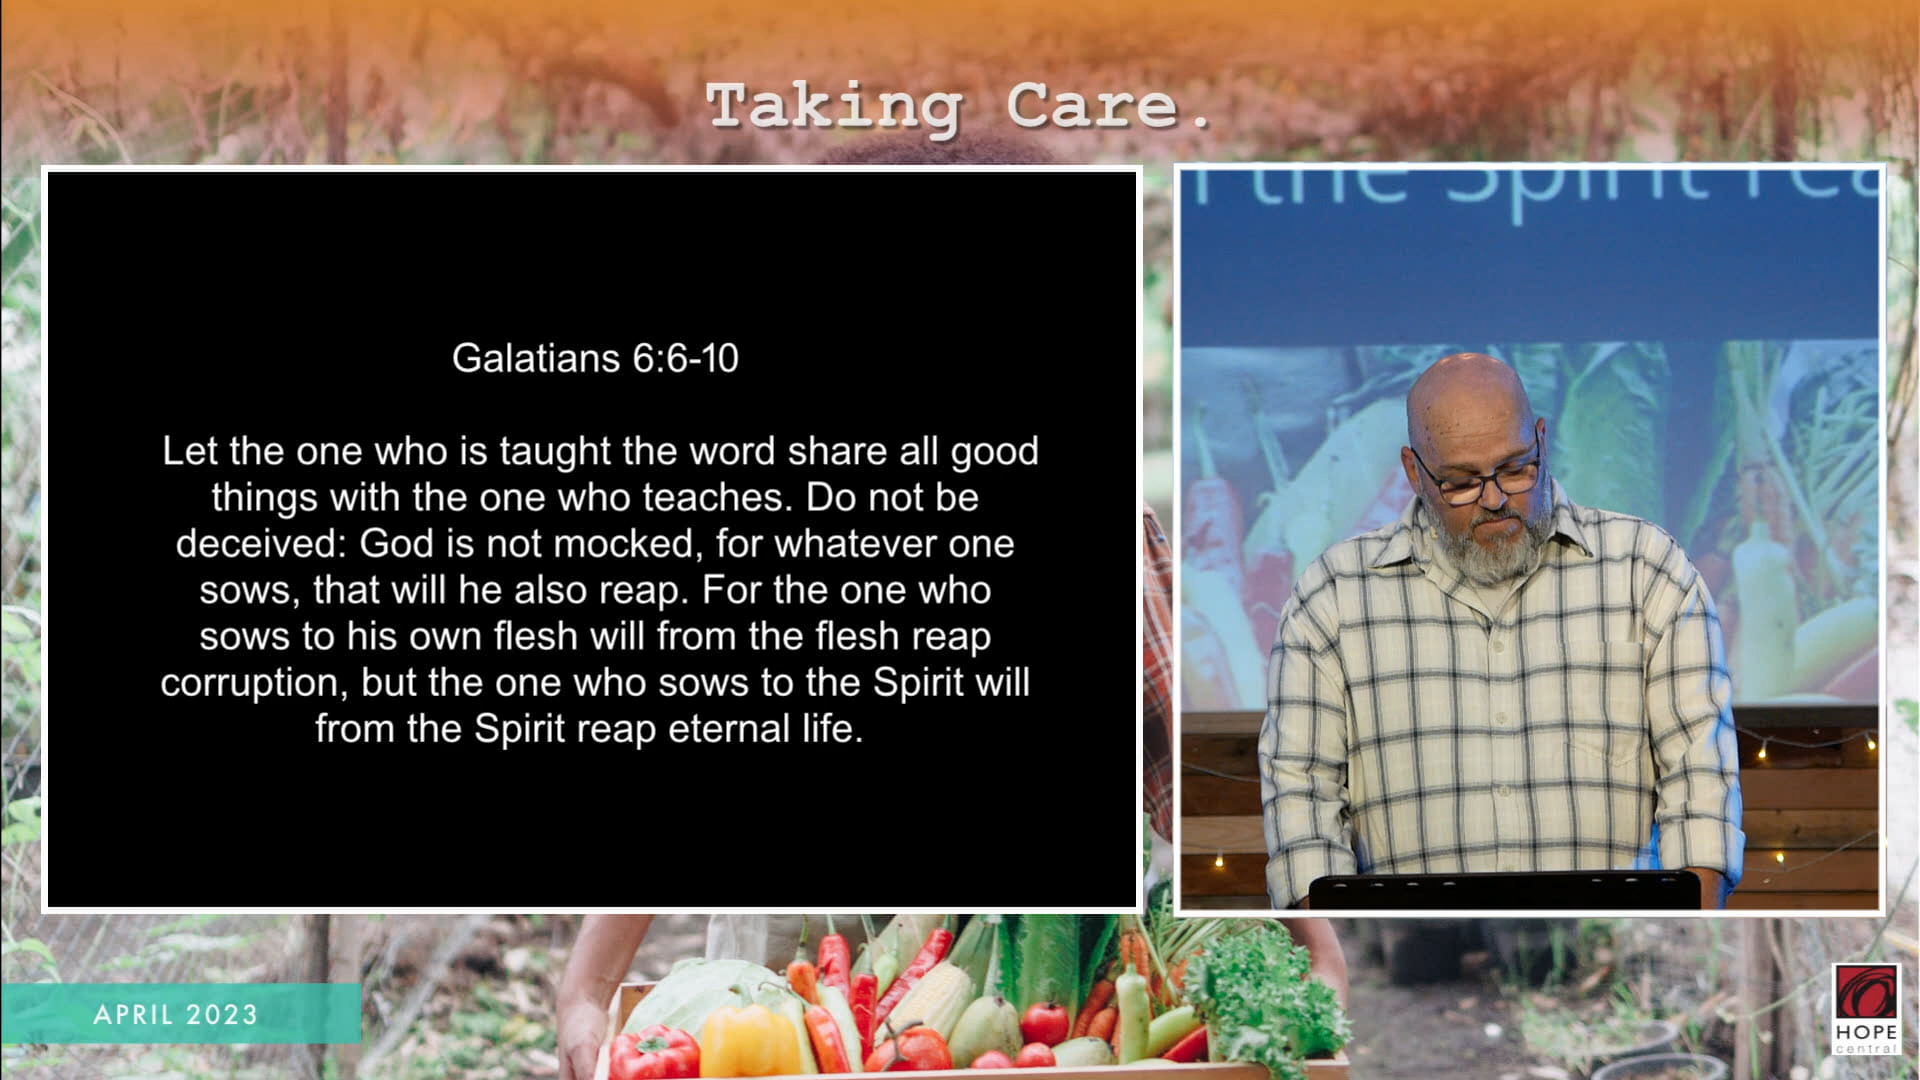 Taking Care.
Galatians 6:6-10
Let the one who is taught the word share all good
things with the one who teaches. Do not be
deceived: God is not mocked, for whatever one
sows, that will he also reap. For the one who
sows to his own flesh will from the flesh reap
corruption, but the one who sows to the Spirit will
from the Spirit reap eternal life.
the Spirit
APRIL 2023
HOPE
central